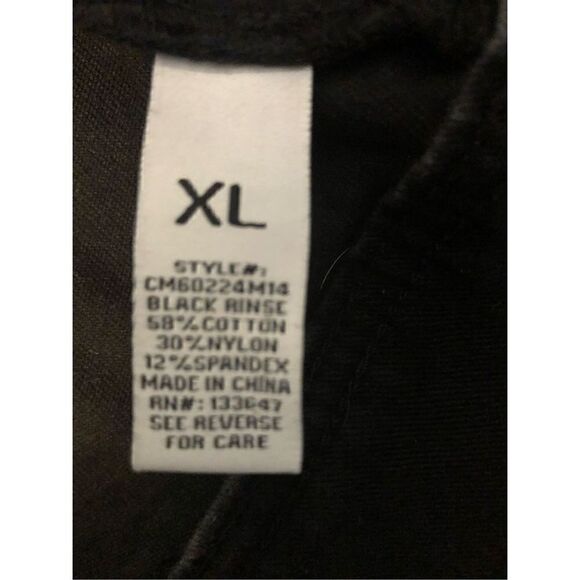 XL
STYLE#:
CM60224M14
BLACK RINSE
58%COTTON
30%NYLON
12%SPANDEX
MADE IN CHINA
RN#: 133647
SEE REVERSE
FOR CARE